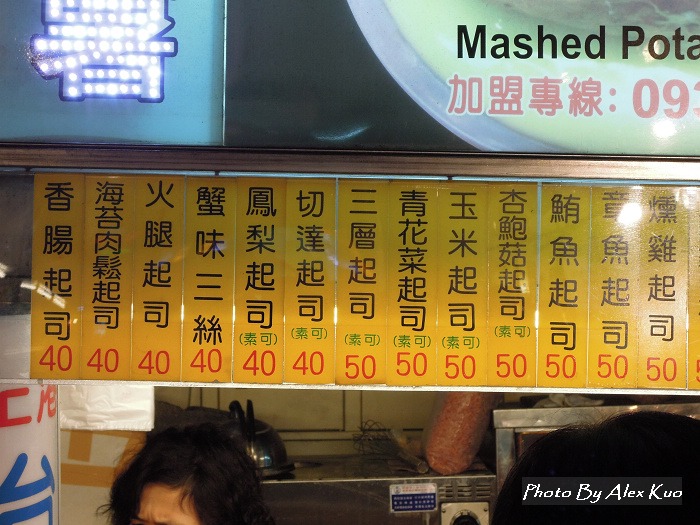 Mashed Pota
加盟專線: 093
香腸起司 40
海苔肉鬆起司 40
火腿起司 40
蟹味三絲 40
鳳梨起司 (素可) 40
切達起司 (素可) 40
三層起司 (素可) 50
青花菜起司 (素可) 50
玉米起司 (素可) 50
杏鮑菇起司 (素可) 50
鮪魚起司 50
章魚起司 50
燻雞起司 50
Photo By Alex Kuo